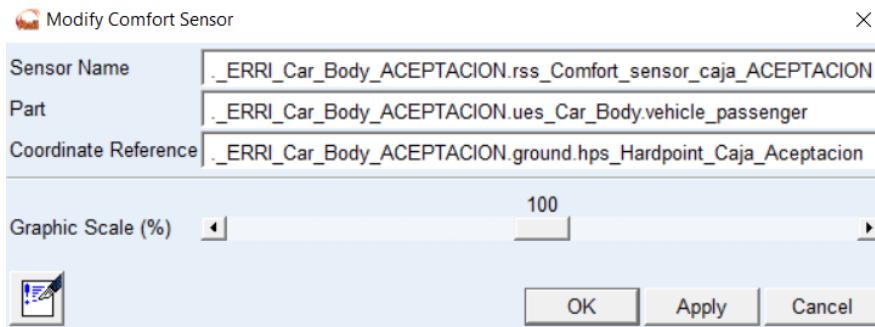 Modify Comfort Sensor
Sensor Name ._ERRI_Car_Body_ACEPTACION.rss_Comfort_sensor_caja_ACEPTACION
Part ._ERRI_Car_Body_ACEPTACION.ues_Car_Body.vehicle_passenger
Coordinate Reference ._ERRI_Car_Body_ACEPTACION.ground.hps_Hardpoint_Caja_Aceptacion
100
Graphic Scale (%)
OK Apply Cancel